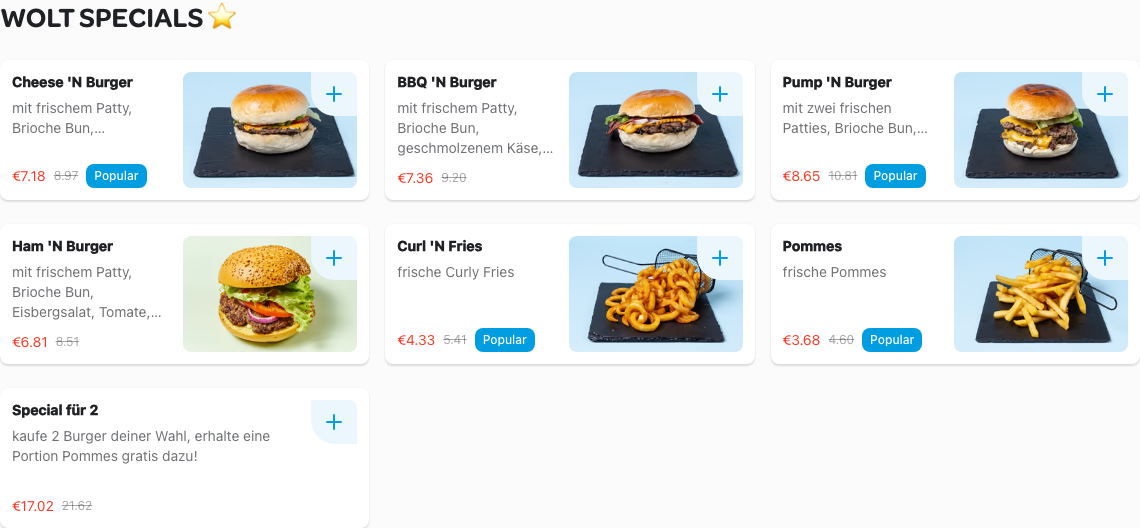 WOLT SPECIALS ⭐
Cheese 'N Burger
mit frischem Patty,
Brioche Bun,...
€7.18 8.97 Popular
BBQ 'N Burger
mit frischem Patty,
Brioche Bun,
geschmolzenem Käse,...
€7.36 9.20
Pump 'N Burger
mit zwei frischen
Patties, Brioche Bun,...
€8.65 10.81 Popular
Ham 'N Burger
mit frischem Patty,
Brioche Bun,
Eisbergsalat, Tomate,...
€6.81 8.51
Curl 'N Fries
frische Curly Fries
€4.33 5.41 Popular
Pommes
frische Pommes
€3.68 4.60 Popular
Special für 2
kaufe 2 Burger deiner Wahl, erhalte eine
Portion Pommes gratis dazu!
€17.02 21.62